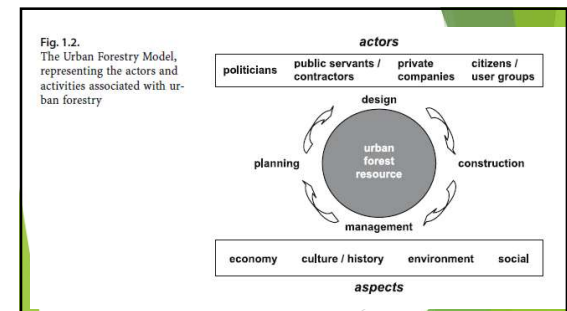 Fig. 1.2.
The Urban Forestry Model,
representing the actors and
activities associated with ur-
ban forestry
actors
politicians
public servants /
contractors
private
companies
citizens /
user groups
design
planning
urban
forest
resource
construction
management
economy culture / history environment social
aspects